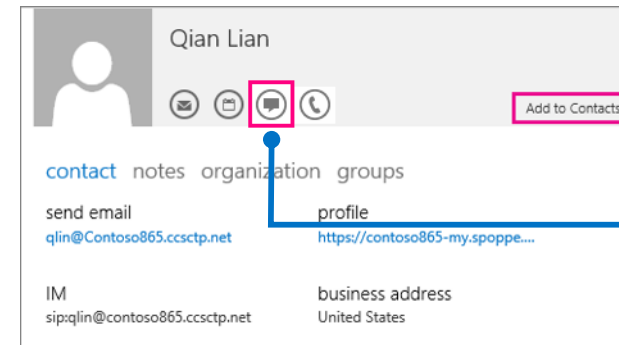 Qian Lian
Add to Contacts
contact notes organization groups
send email profile
qlin@Contoso865.ccsctp.net https://contoso865-my.spoppe....
IM business address
sip:qlin@contoso865.ccsctp.net United States